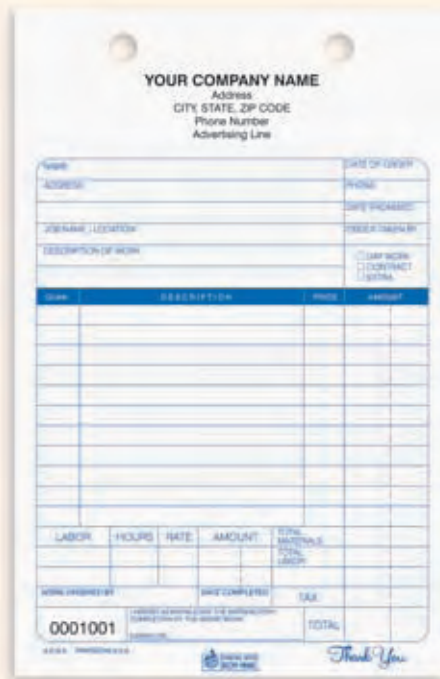 YOUR COMPANY NAME
Address
CITY, STATE, ZIP CODE
Phone Number
Advertising Line
NAME DATE OF ORDER
ADDRESS PHONE
DATE PROMISED
JOB NAME / LOCATION ORDER TAKEN BY
DESCRIPTION OF WORK
DAY WORK
CONTRACT
EXTRA
QUAN. DESCRIPTION PRICE AMOUNT
LABOR HOURS RATE AMOUNT TOTAL MATERIALS
TOTAL LABOR
WORK ORDERED BY DATE COMPLETED TAX
0001001 TOTAL
Thank You